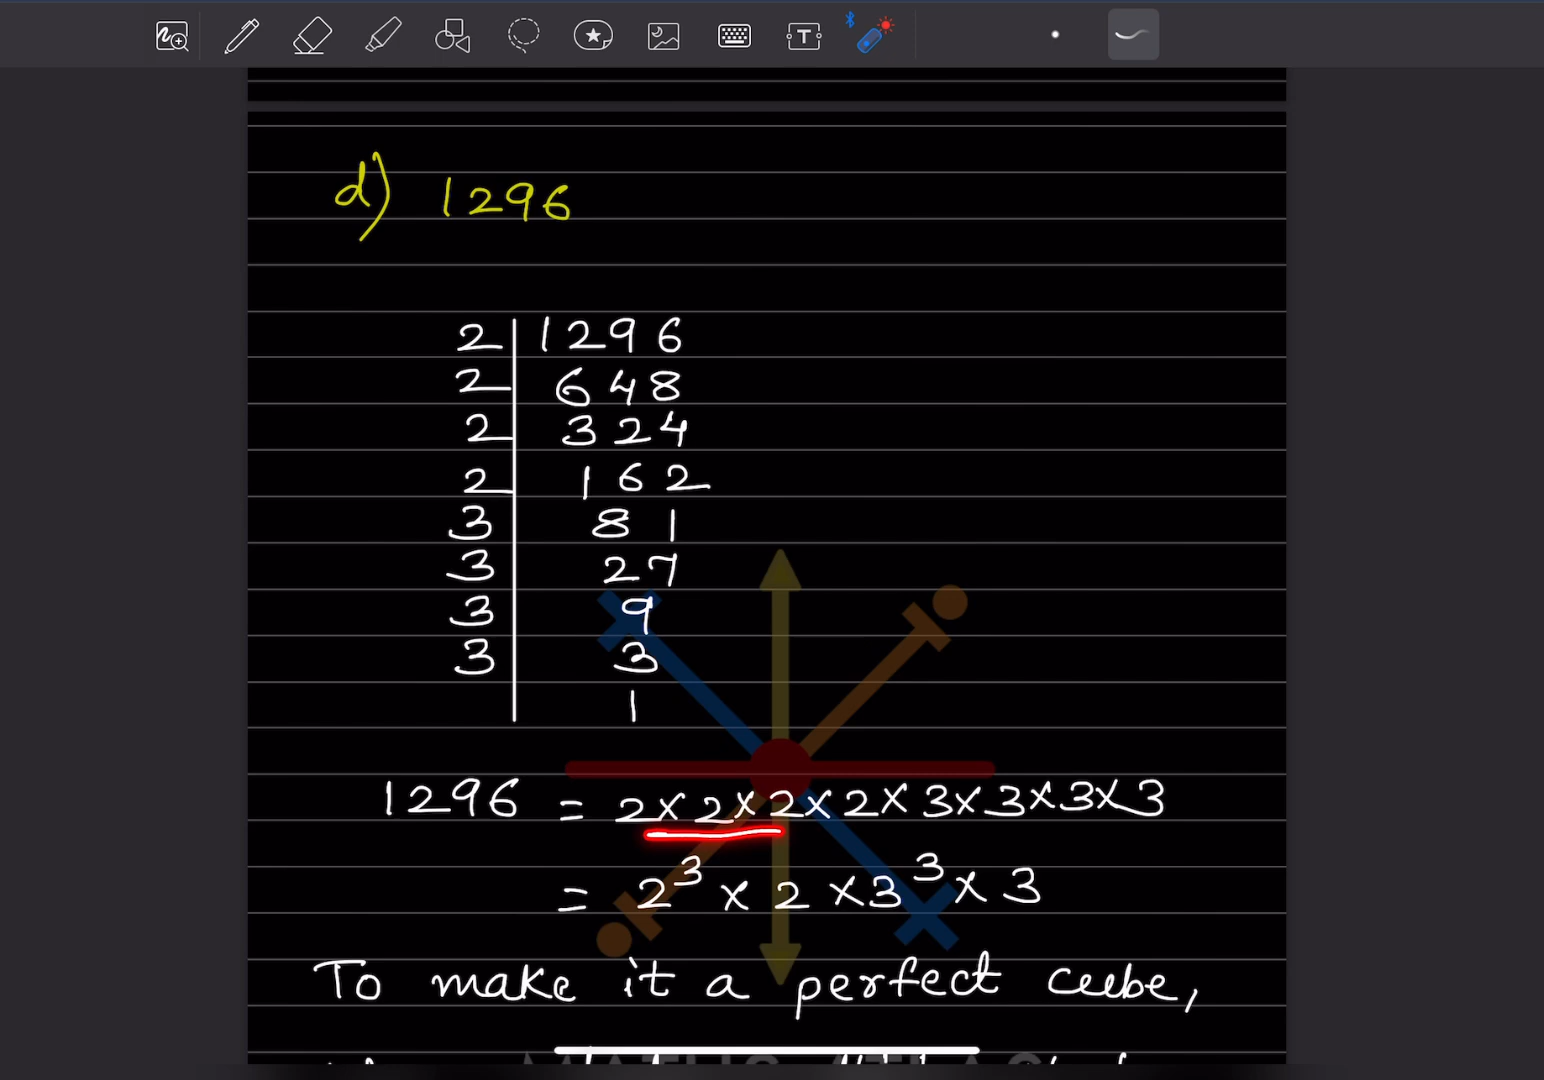 d) 1296
2 | 1296
2 | 648
2 | 324
2 | 162
3 | 81
3 | 27
3 | 9
3 | 3
1
1296 = 2×2×2×2×3×3×3×3
= 2³ × 2 × 3³ × 3
To make it a perfect cube,